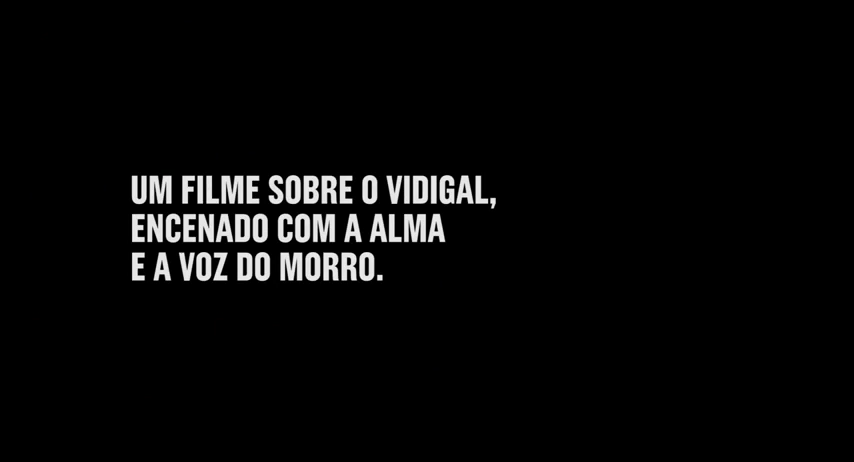 UM FILME SOBRE O VIDIGAL,
ENCENADO COM A ALMA
E A VOZ DO MORRO.